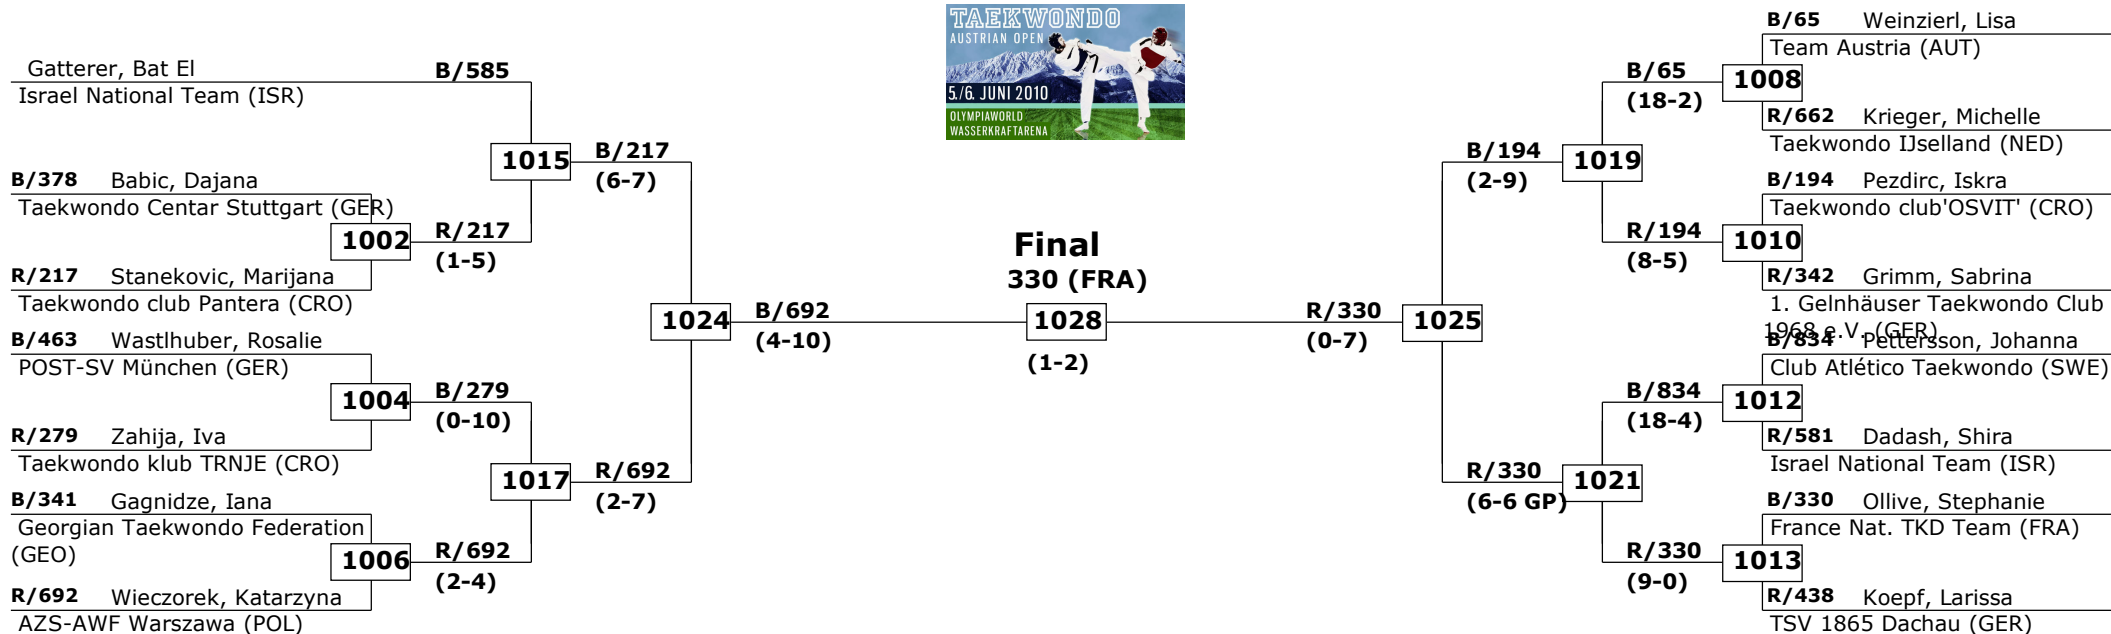 TAEKWONDO
AUSTRIAN OPEN
5./6. JUNI 2010
OLYMPIAWORLD
WASSERKRAFTARENA
Gatterer, Bat El B/585
Israel National Team (ISR)
1015
B/217
(6-7)
B/378 Babic, Dajana
Taekwondo Centar Stuttgart (GER)
1002
R/217
(1-5)
R/217 Stanekovic, Marijana
Taekwondo club Pantera (CRO)
1024
B/692
(4-10)
B/463 Wastlhuber, Rosalie
POST-SV München (GER)
1004
B/279
(0-10)
R/279 Zahija, Iva
Taekwondo klub TRNJE (CRO)
1017
R/692
(2-7)
B/341 Gagnidze, Iana
Georgian Taekwondo Federation
(GEO)
1006
R/692
(2-4)
R/692 Wieczorek, Katarzyna
AZS-AWF Warszawa (POL)
Final
330 (FRA)
1028
(1-2)
R/330
(0-7)
1025
B/194
(2-9)
1019
B/65
(18-2)
1008
B/65 Weinzierl, Lisa
Team Austria (AUT)
R/662 Krieger, Michelle
Taekwondo IJselland (NED)
R/194
(8-5)
1010
B/194 Pezdirc, Iskra
Taekwondo club'OSVIT' (CRO)
R/342 Grimm, Sabrina
1. Gelnhäuser Taekwondo Club
1968 e.V. (GER)
R/330
(6-6 GP)
1021
B/834
(18-4)
1012
B/834 Pettersson, Johanna
Club Atlético Taekwondo (SWE)
R/581 Dadash, Shira
Israel National Team (ISR)
R/330
(9-0)
1013
B/330 Ollive, Stephanie
France Nat. TKD Team (FRA)
R/438 Koepf, Larissa
TSV 1865 Dachau (GER)